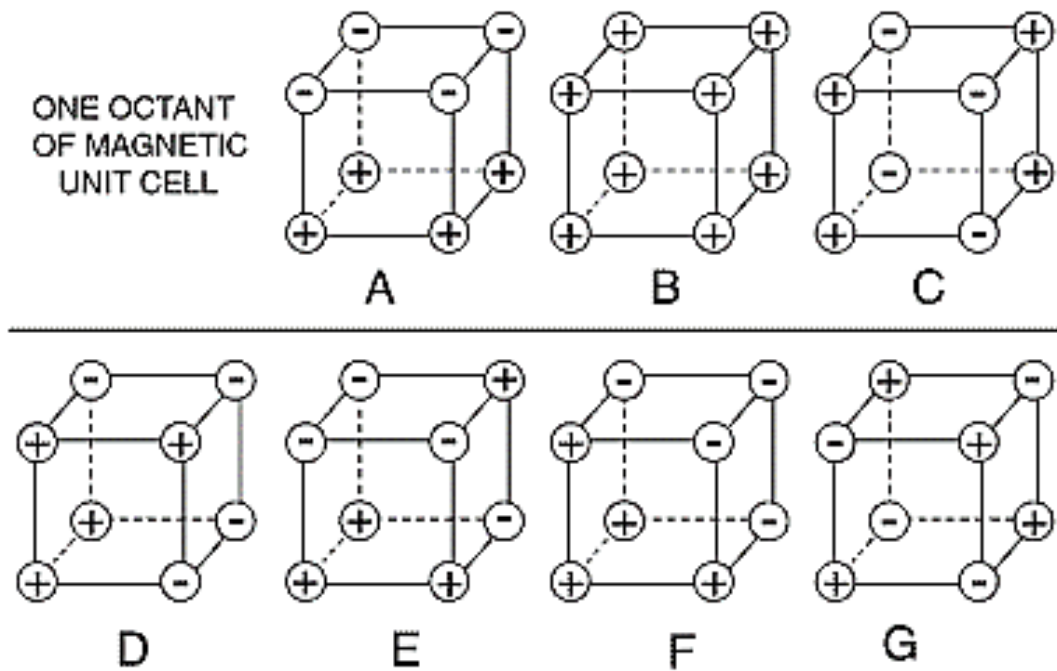 - - + + - +
ONE OCTANT
OF MAGNETIC
UNIT CELL
- - + + + -
+ + + + - +
+ + + + + -
A B C
- - - + - - + -
+ + - - + - - +
+ - + - + - - +
+ - + + + + + -
D E F G